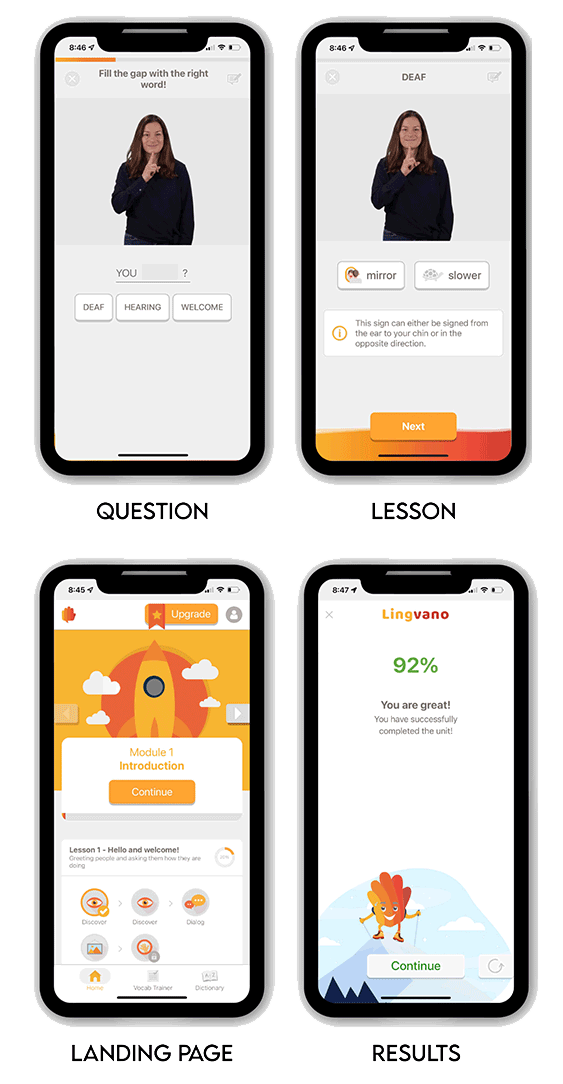 8:46
Fill the gap with the right
word!
YOU ?
DEAF
HEARING
WELCOME
QUESTION
8:46
DEAF
mirror
slower
This sign can either be signed from
the ear to your chin or in the
opposite direction.
Next
LESSON
8:45
Upgrade
Module 1
Introduction
Continue
Lesson 1 - Hello and welcome!
Greeting people and asking them how they are
doing
Discover
Discover
Dialog
Home
Vocab Trainer
Dictionary
LANDING PAGE
8:47
Lingvano
92%
You are great!
You have successfully
completed the unit!
Continue
RESULTS